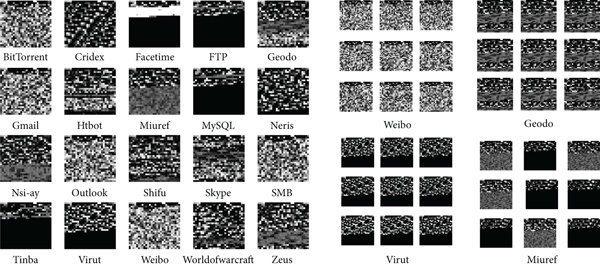 BitTorrent Cridex Facetime FTP Geodo
Gmail Htbot Miuref MySQL Neris
Nsi-ay Outlook Shifu Skype SMB
Tinba Virut Weibo Worldofwarcraft Zeus
Weibo Geodo
Virut Miuref